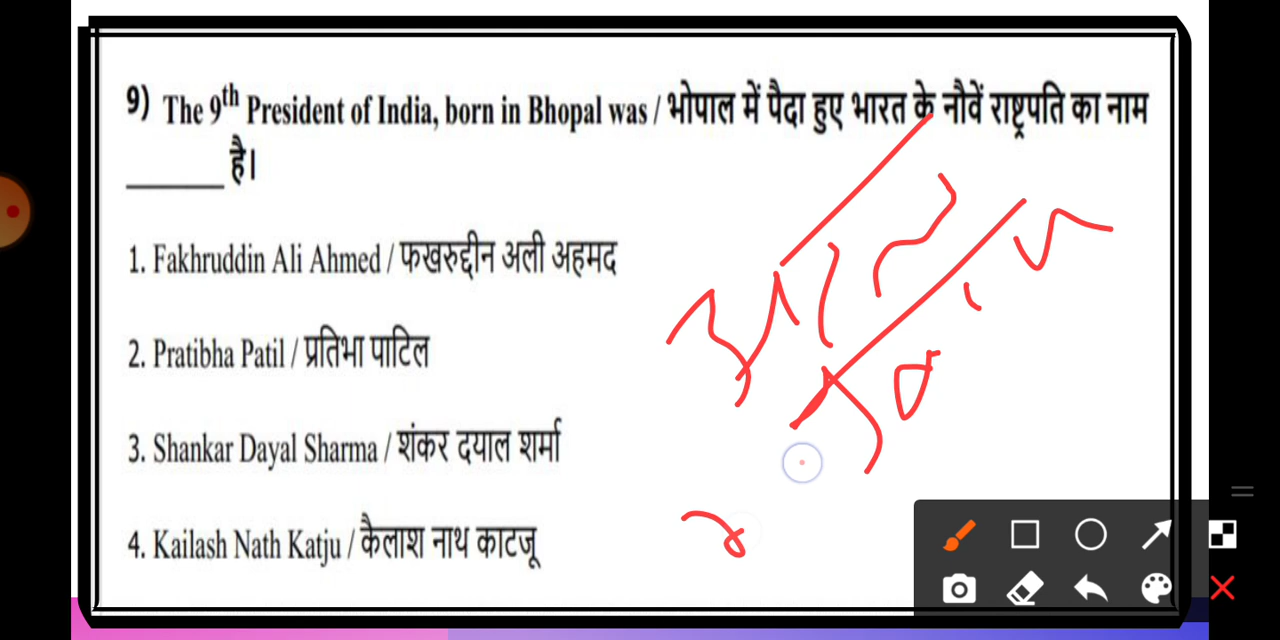 9) The 9th President of India, born in Bhopal was / भोपाल में पैदा हुए भारत के नौवें राष्ट्रपति का नाम
______ है।
1. Fakhruddin Ali Ahmed / फखरुद्दीन अली अहमद
2. Pratibha Patil / प्रतिभा पाटिल
3. Shankar Dayal Sharma / शंकर दयाल शर्मा
4. Kailash Nath Katju / कैलाश नाथ काटजू